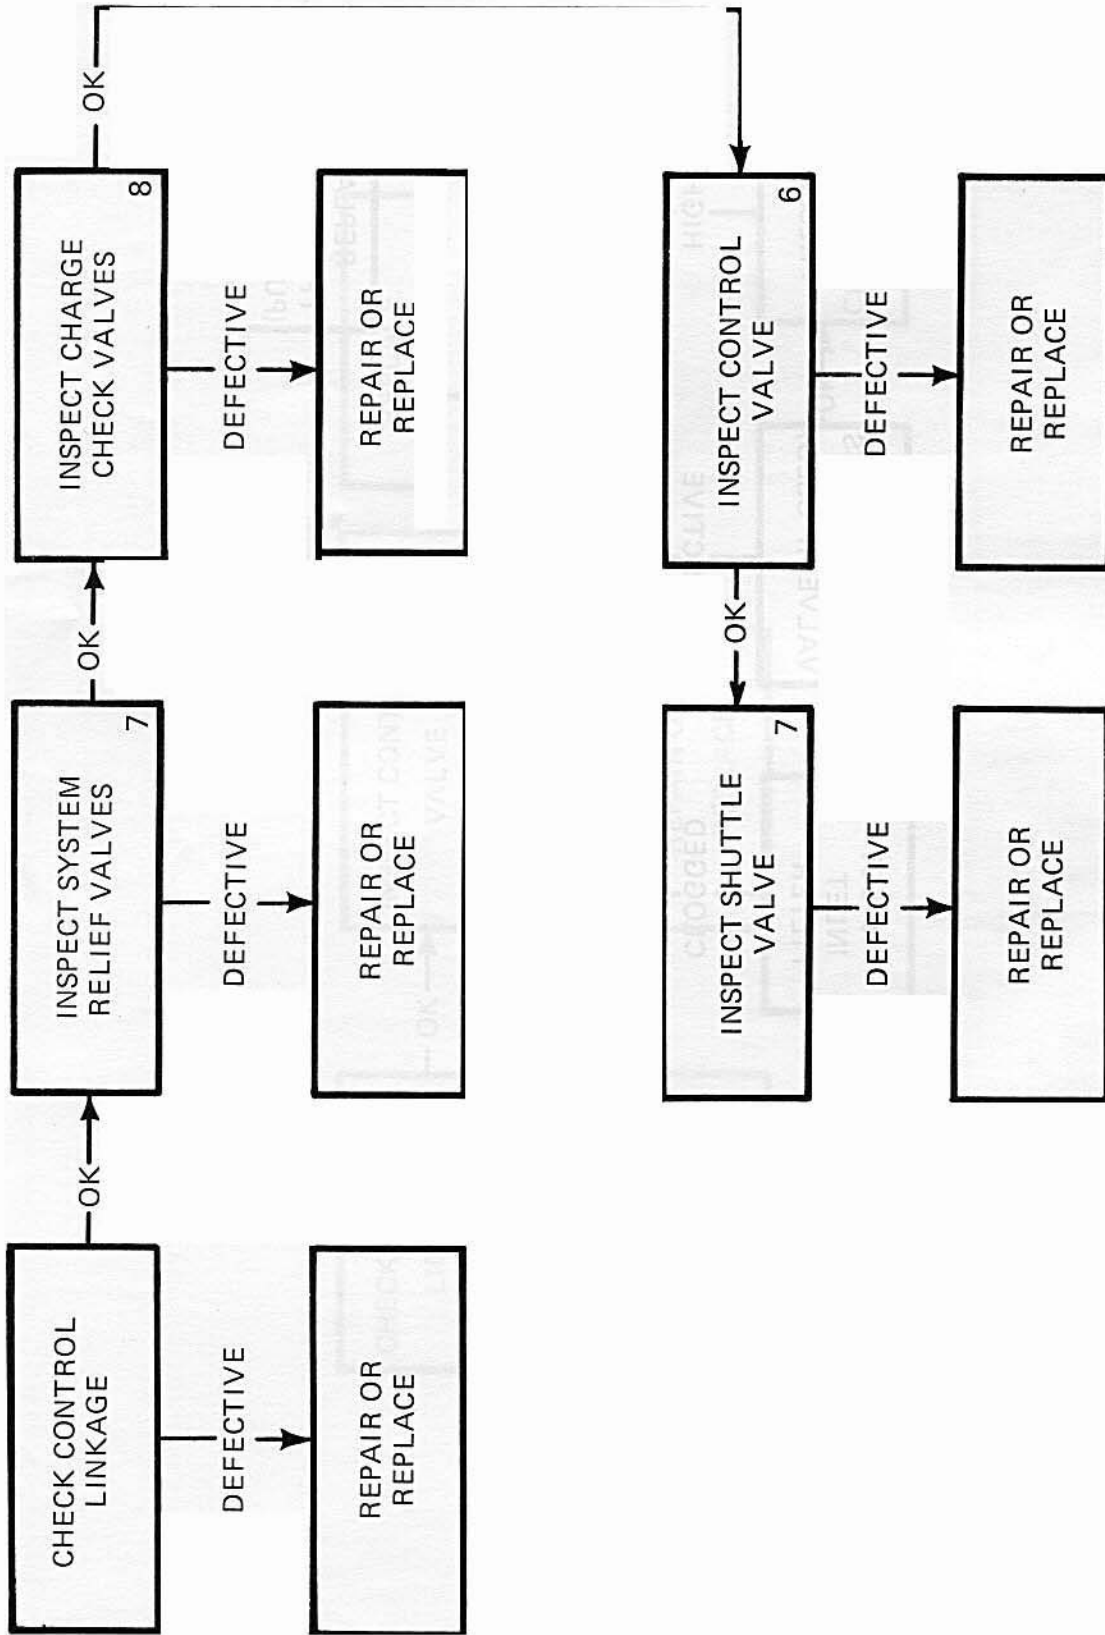 CHECK CONTROL
LINKAGE
OK
INSPECT SYSTEM
RELIEF VALVES
7
OK
INSPECT CHARGE
CHECK VALVES
8
OK
DEFECTIVE
DEFECTIVE
DEFECTIVE
REPAIR OR
REPLACE
REPAIR OR
REPLACE
REPAIR OR
REPLACE
INSPECT SHUTTLE
VALVE
7
OK
INSPECT CONTROL
VALVE
6
DEFECTIVE
DEFECTIVE
REPAIR OR
REPLACE
REPAIR OR
REPLACE